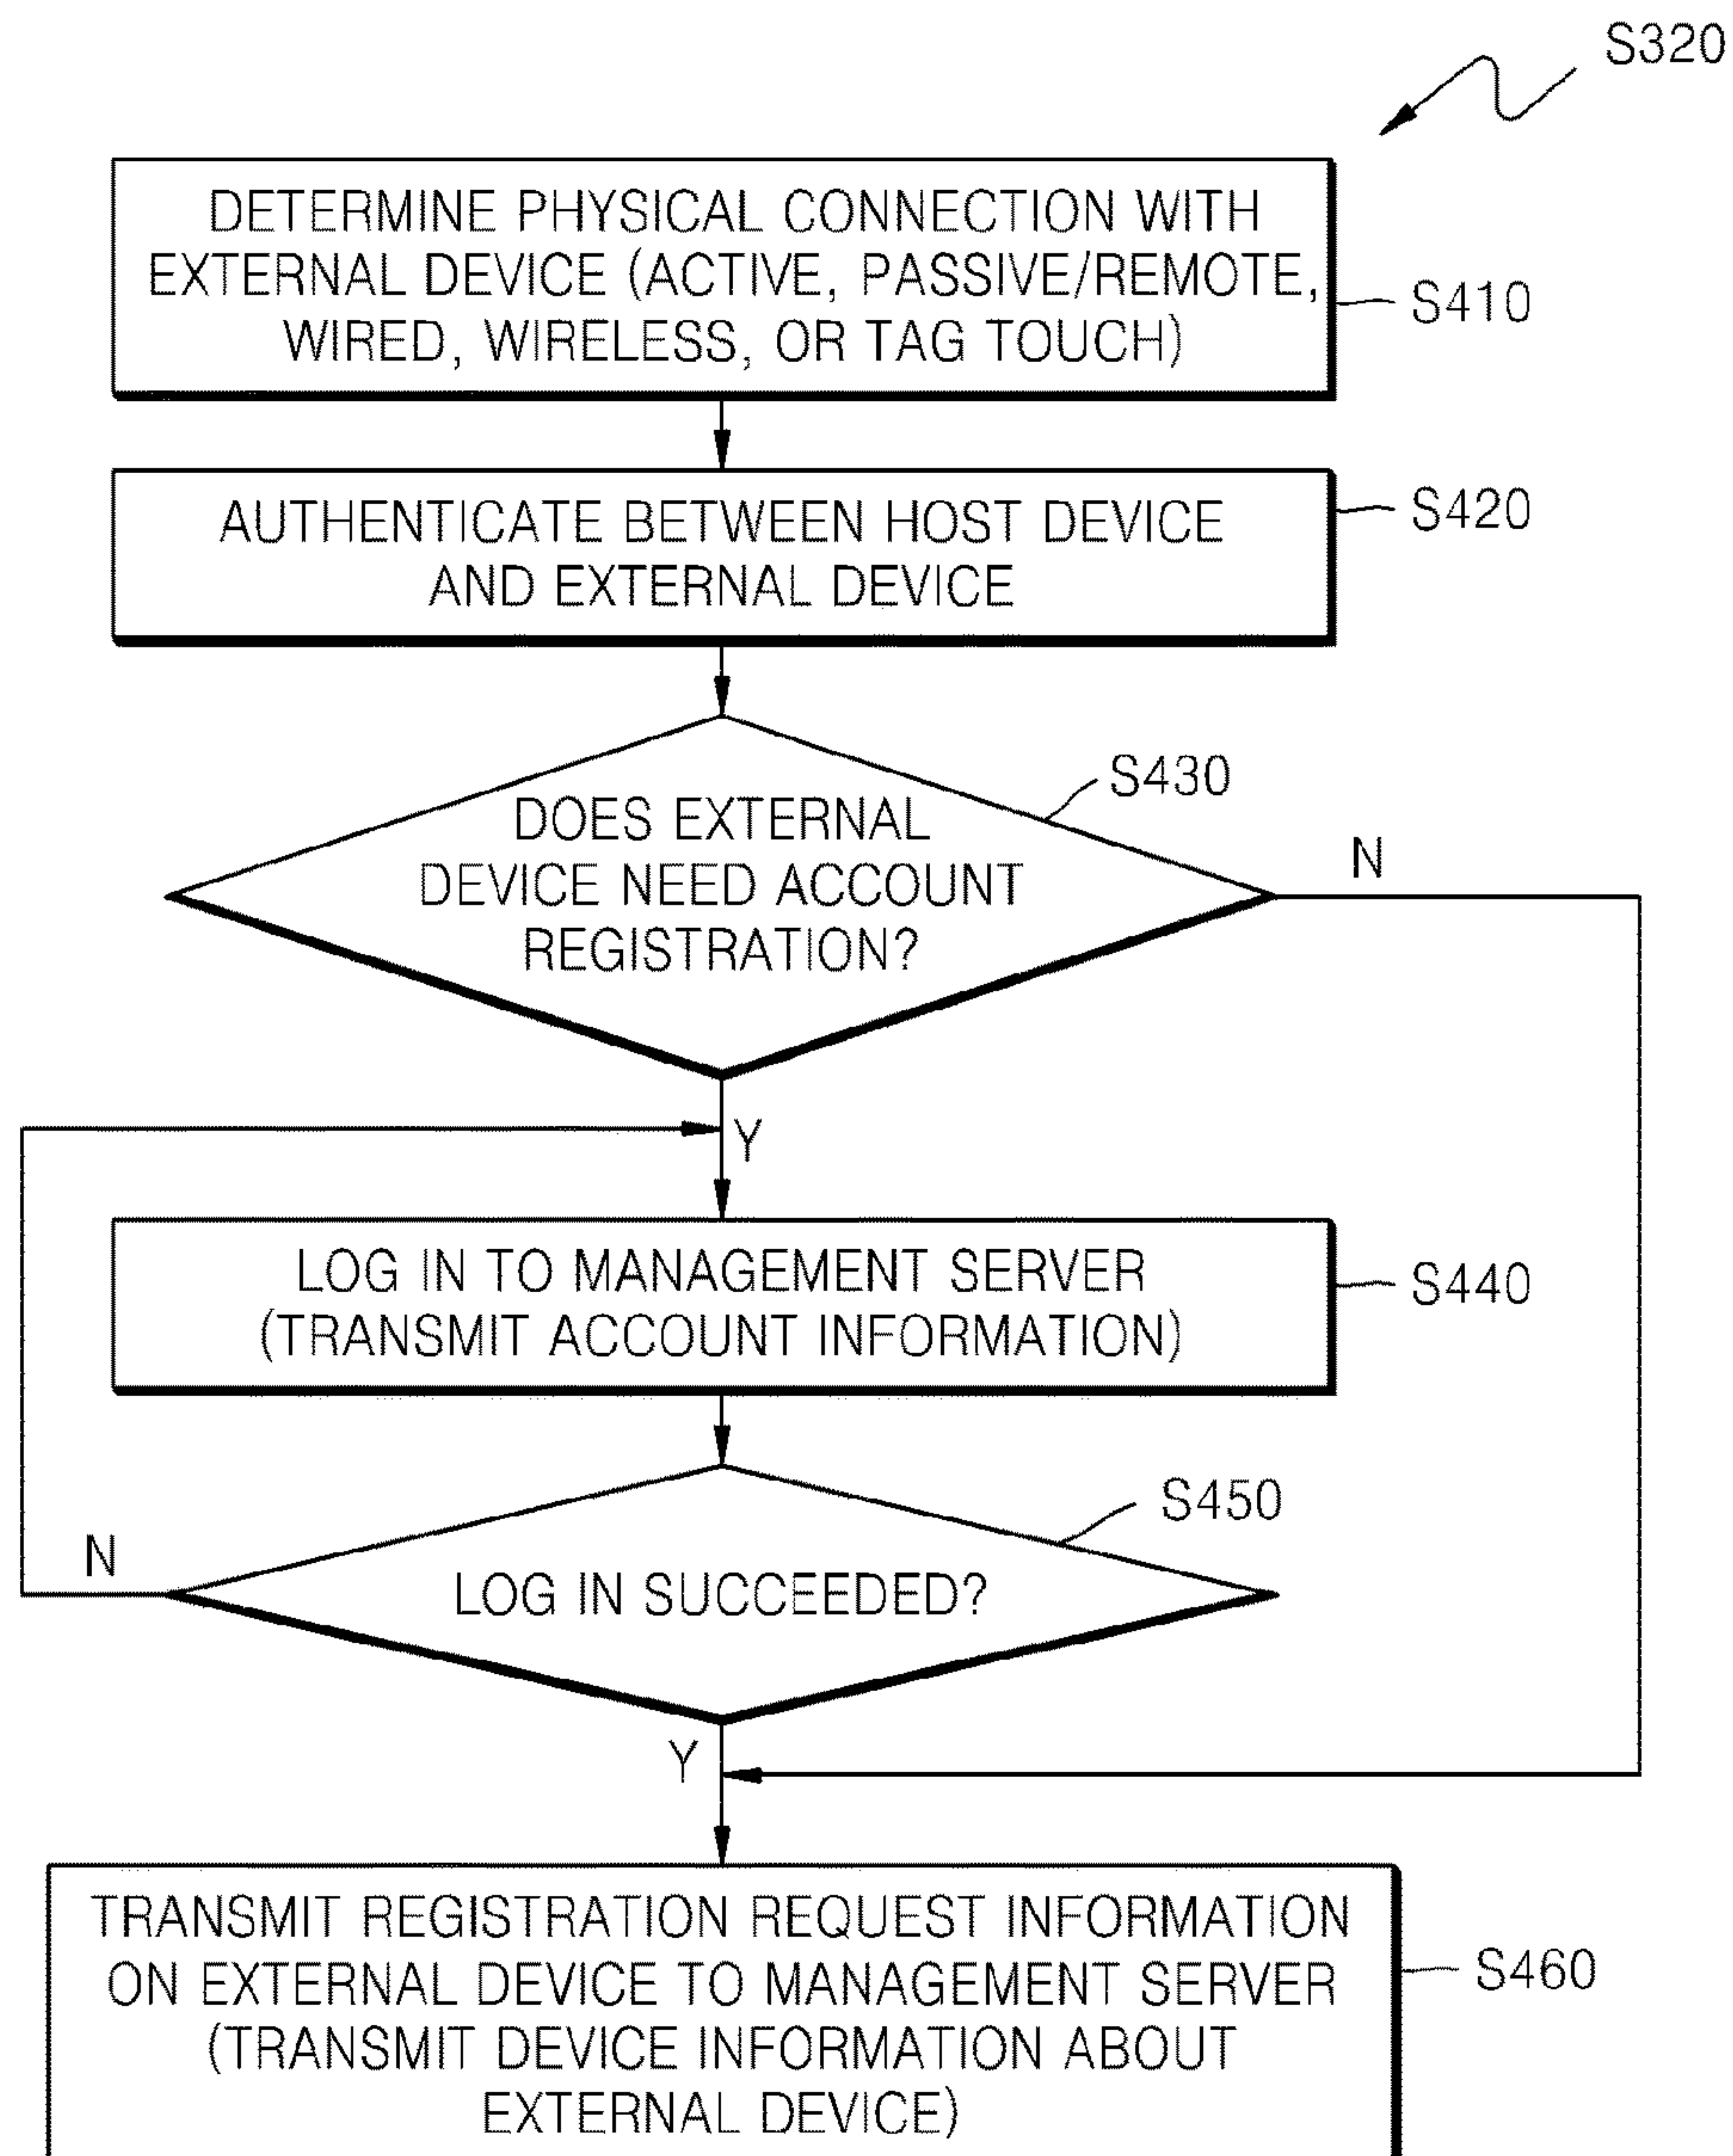 S320
DETERMINE PHYSICAL CONNECTION WITH
EXTERNAL DEVICE (ACTIVE, PASSIVE/REMOTE,
WIRED, WIRELESS, OR TAG TOUCH)
S410
AUTHENTICATE BETWEEN HOST DEVICE
AND EXTERNAL DEVICE
S420
S430
DOES EXTERNAL
DEVICE NEED ACCOUNT
REGISTRATION?
N
Y
LOG IN TO MANAGEMENT SERVER
(TRANSMIT ACCOUNT INFORMATION)
S440
S450
N
LOG IN SUCCEEDED?
Y
TRANSMIT REGISTRATION REQUEST INFORMATION
ON EXTERNAL DEVICE TO MANAGEMENT SERVER
(TRANSMIT DEVICE INFORMATION ABOUT
EXTERNAL DEVICE)
S460